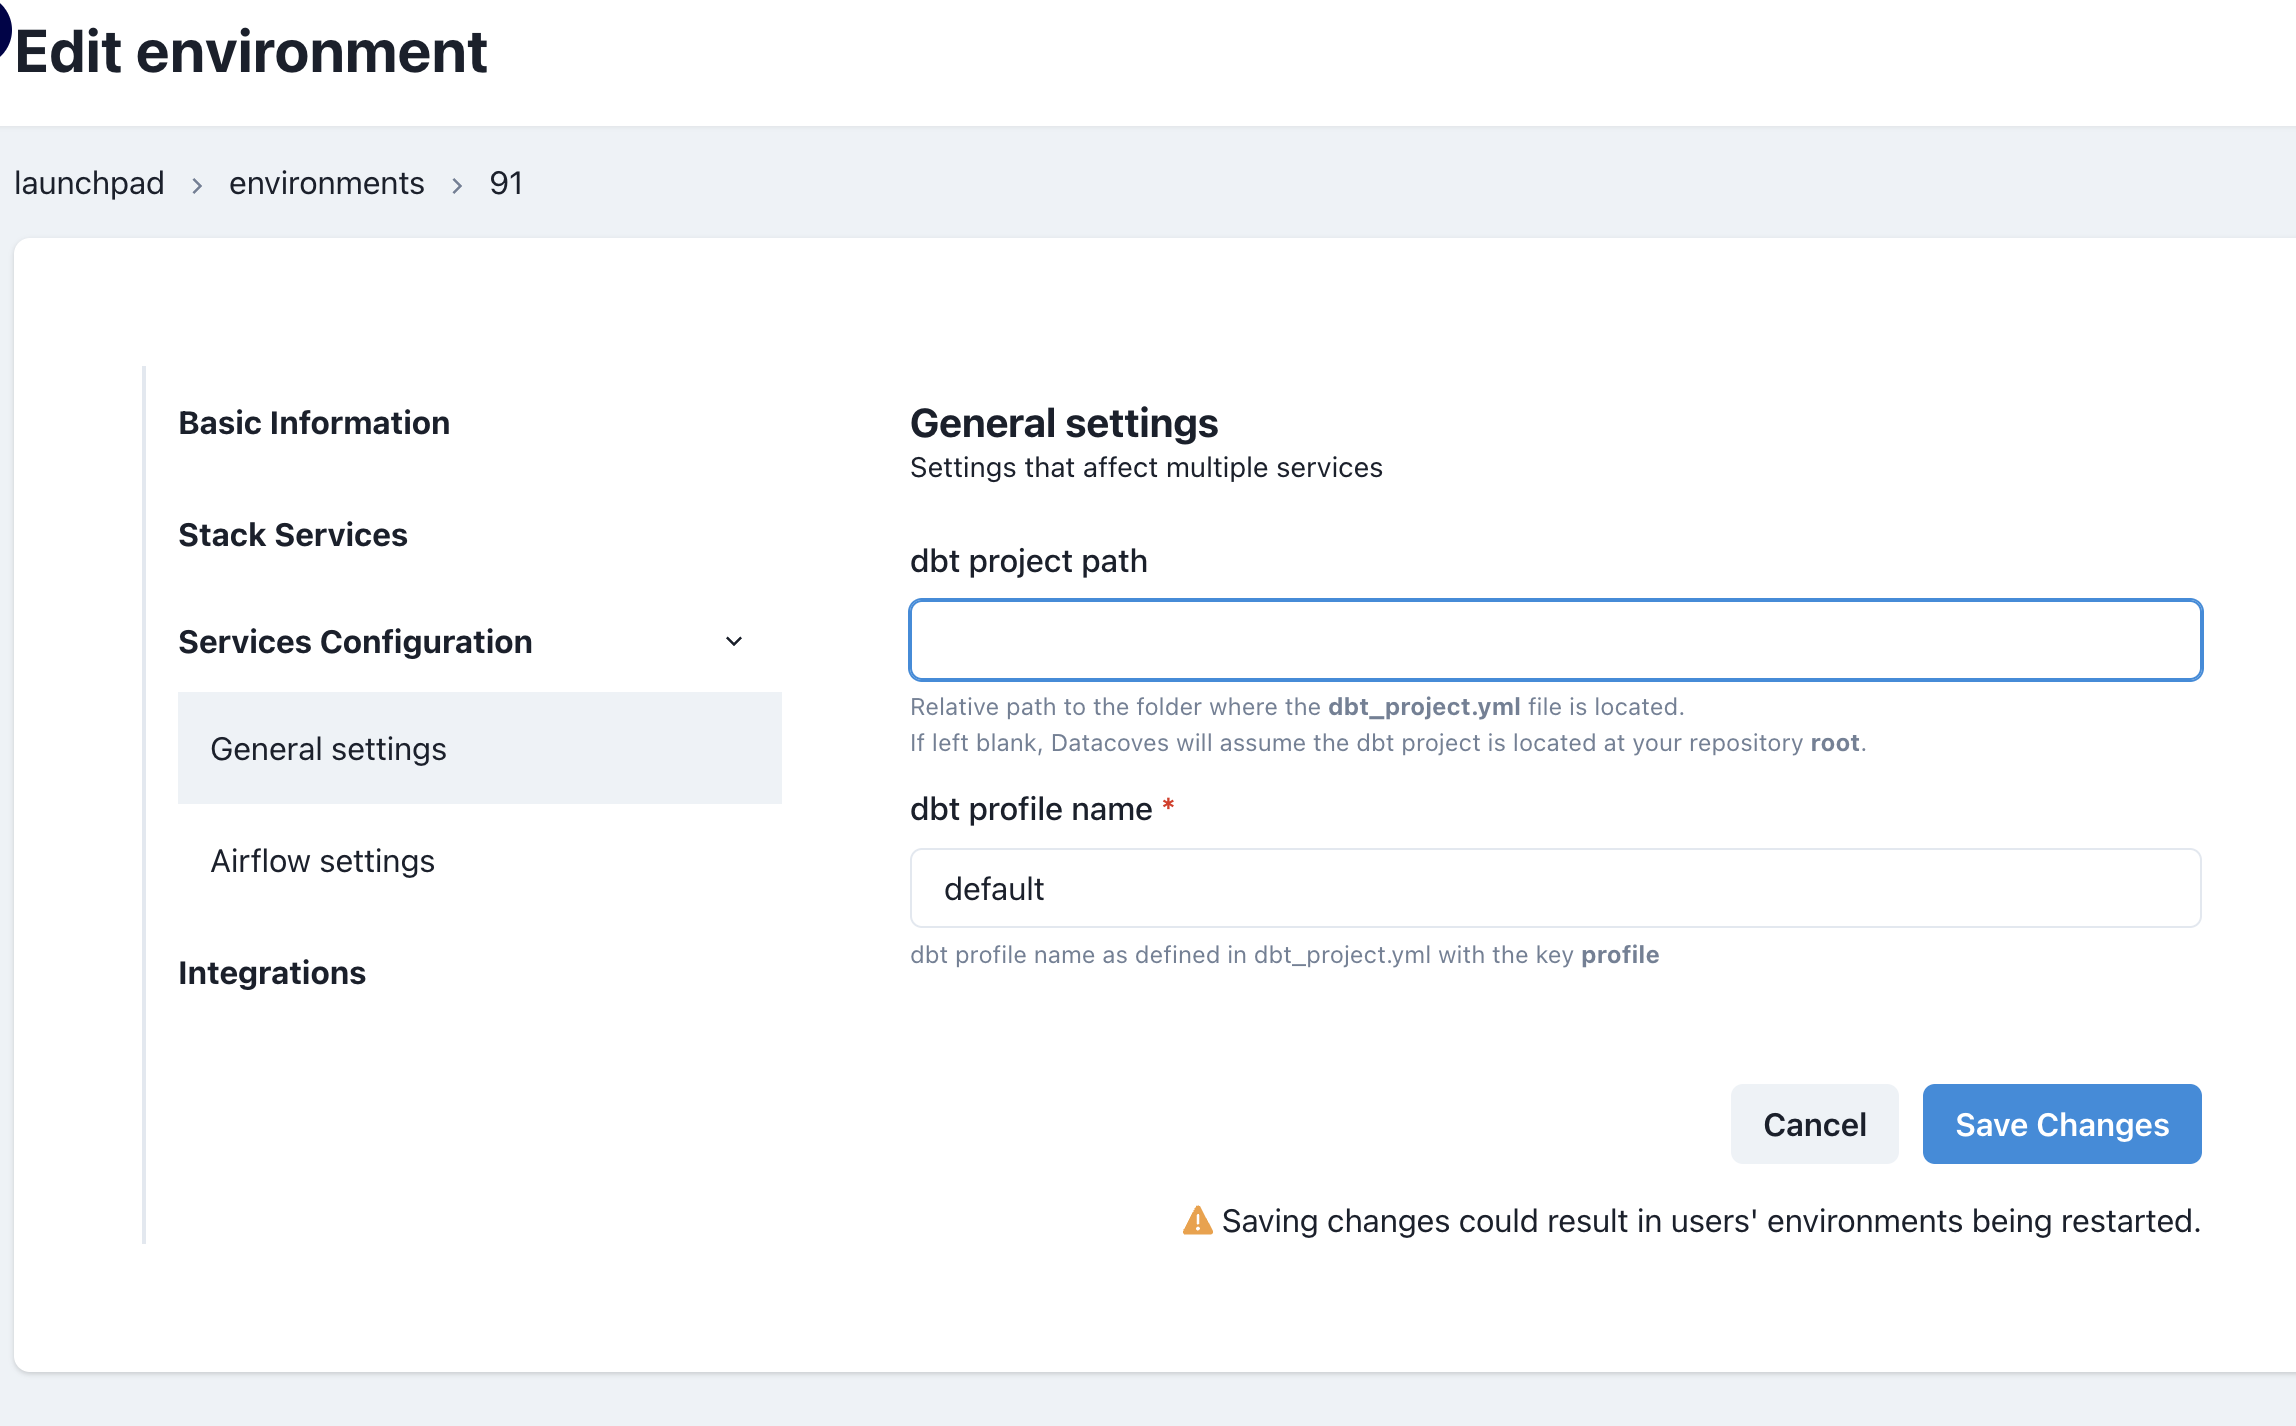 Edit environment
launchpad > environments > 91
Basic Information
Stack Services
Services Configuration
General settings
Airflow settings
Integrations
General settings
Settings that affect multiple services
dbt project path
Relative path to the folder where the dbt_project.yml file is located.
If left blank, Datacoves will assume the dbt project is located at your repository root.
dbt profile name *
default
dbt profile name as defined in dbt_project.yml with the key profile
Cancel
Save Changes
Saving changes could result in users' environments being restarted.